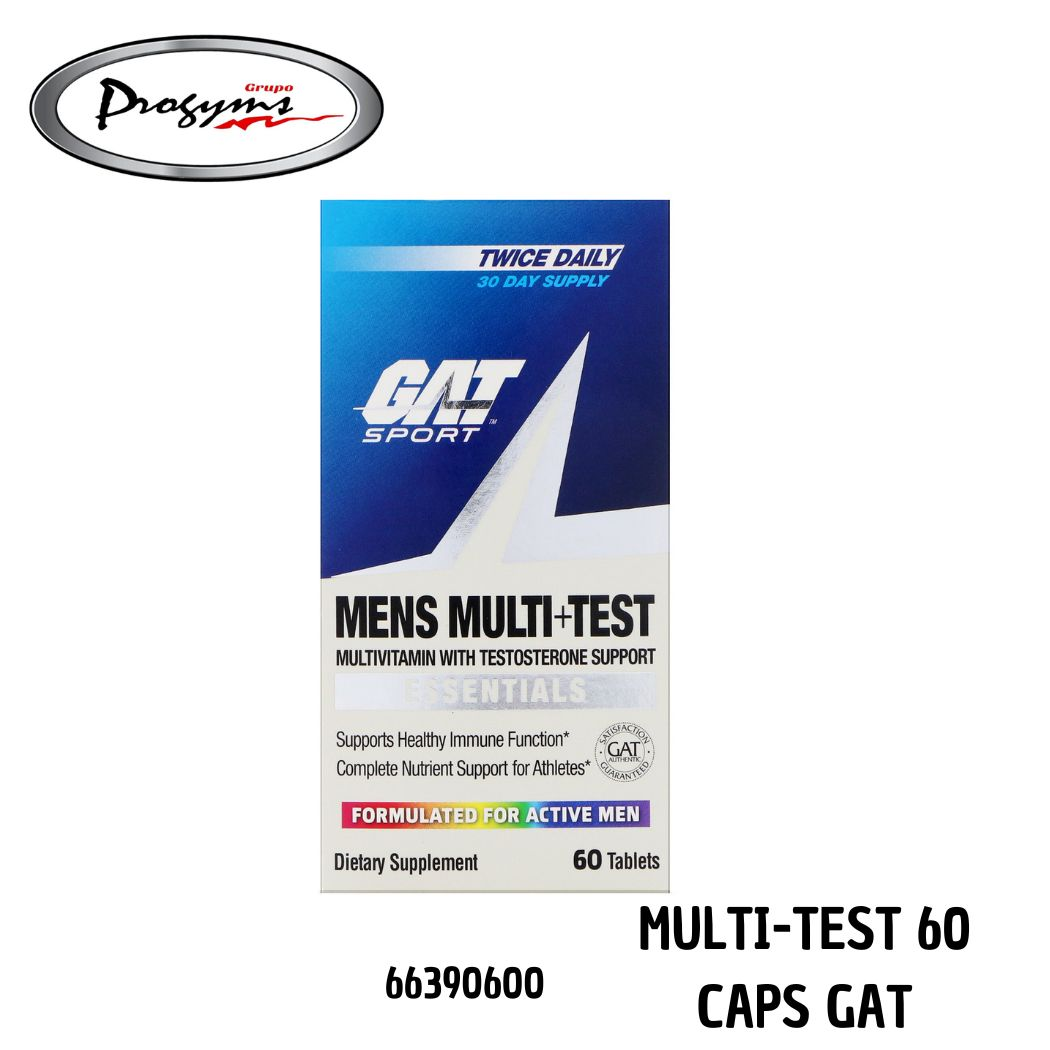 Grupo
Progyms
TWICE DAILY
30 DAY SUPPLY
GAT
SPORT™
MENS MULTI+TEST
MULTIVITAMIN WITH TESTOSTERONE SUPPORT
ESSENTIALS
Supports Healthy Immune Function*
Complete Nutrient Support for Athletes*
SATISFACTION
GAT
AUTHENTIC
GUARANTEED
FORMULATED FOR ACTIVE MEN
Dietary Supplement
60 Tablets
MULTI-TEST 60
CAPS GAT
66390600